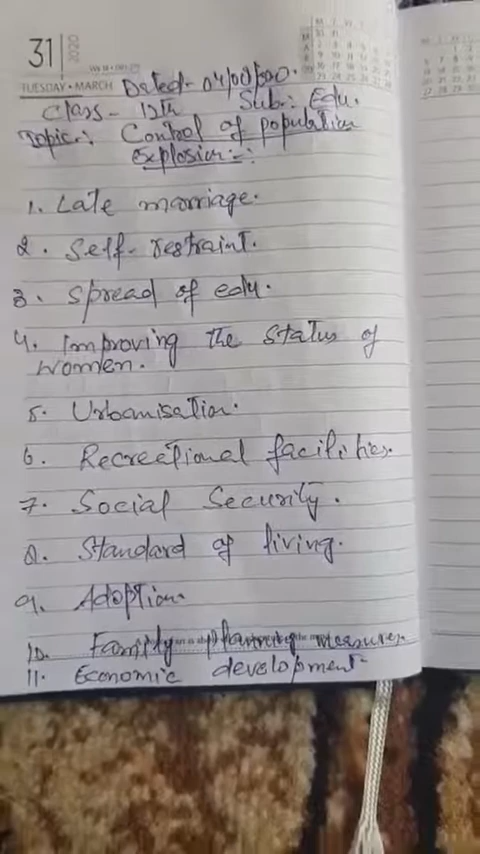 31
2020
TUESDAY • MARCH Dated-
Class- 12th Sub: Edu.
Topic: Control of population
Explosion:-
1. Late marriage.
2. Self-restraint.
3. Spread of edu.
4. Improving the status of
women.
5. Urbanisation.
6. Recreational facilities.
7. Social Security.
8. Standard of living.
9. Adoption.
10. Family planning measures.
11. Economic development